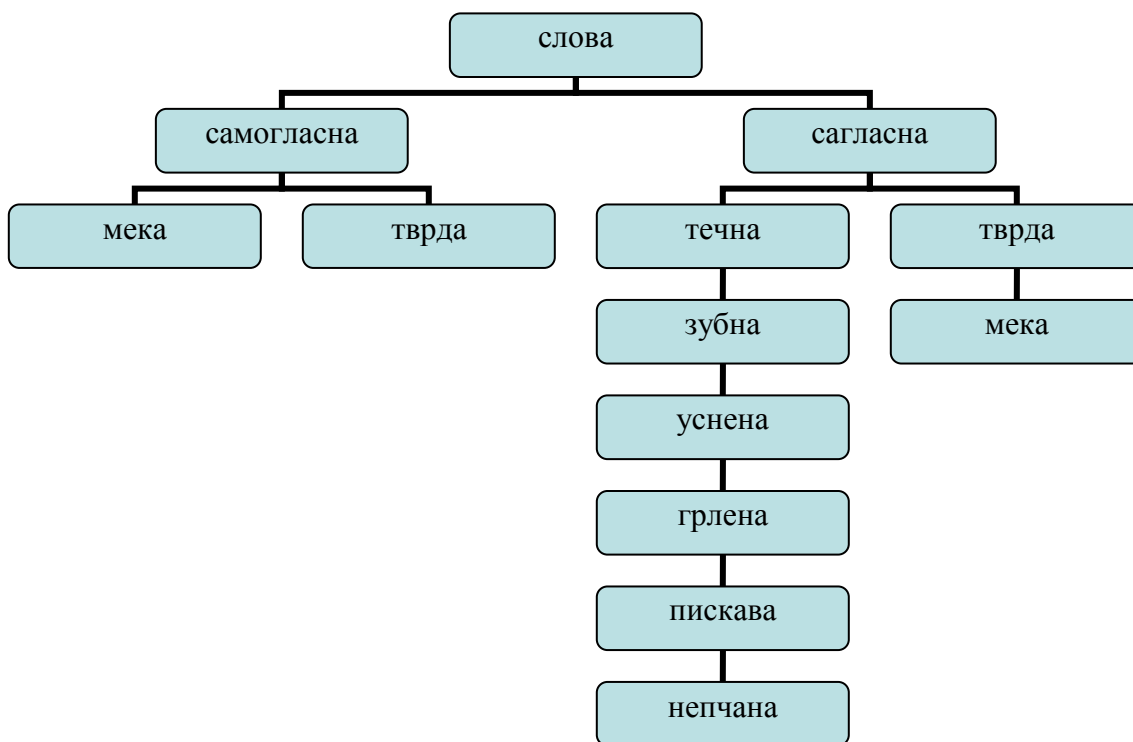 слова
самогласна
сагласна
мека
тврда
течна
тврда
зубна
мека
уснена
грлена
пискава
непчана